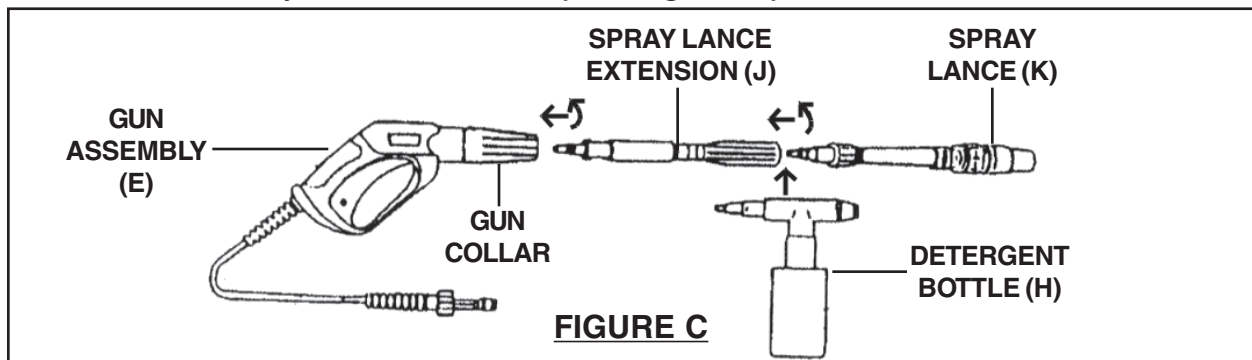 SPRAY LANCE
EXTENSION (J)
SPRAY
LANCE (K)
GUN
ASSEMBLY
(E)
GUN
COLLAR
DETERGENT
BOTTLE (H)
FIGURE C